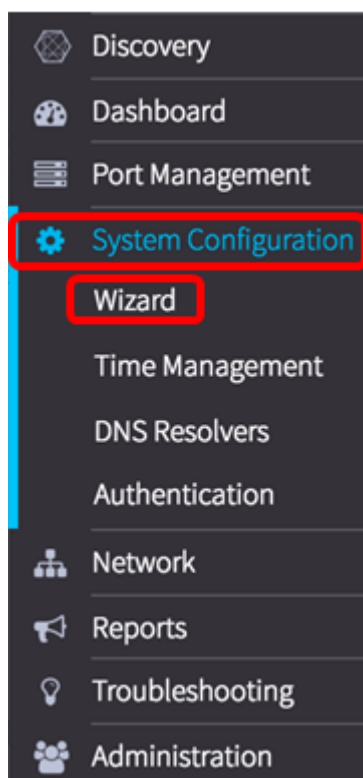 Discovery
Dashboard
Port Management
System Configuration
Wizard
Time Management
DNS Resolvers
Authentication
Network
Reports
Troubleshooting
Administration